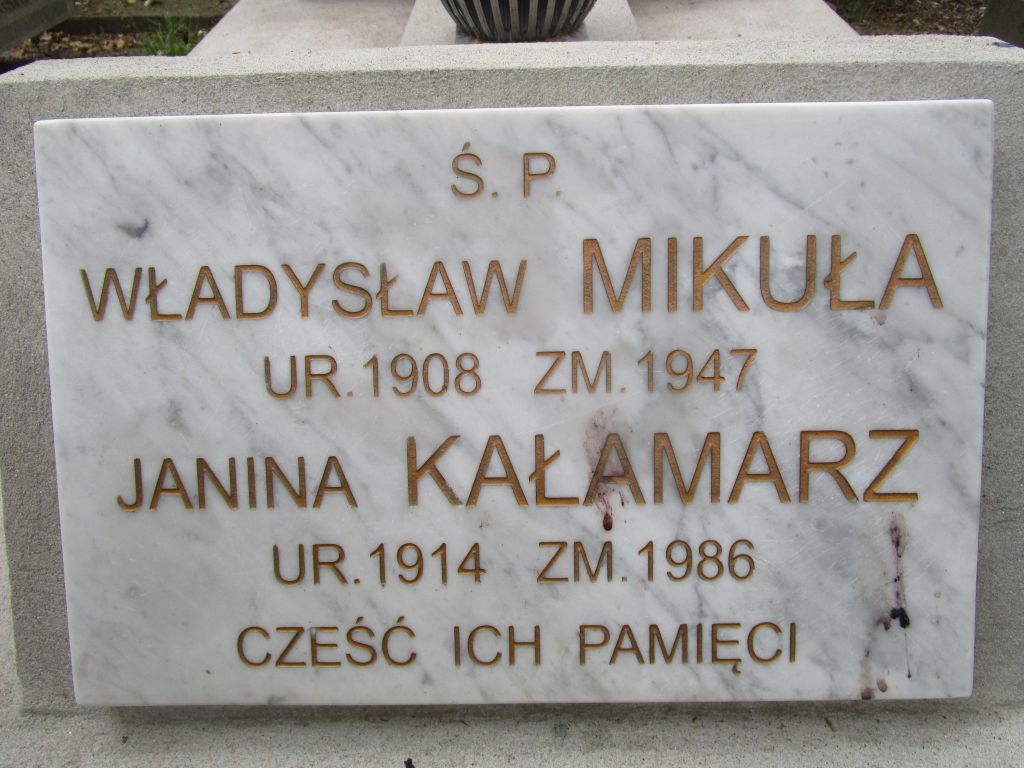 Ś. P.
WŁADYSŁAW MIKUŁA
UR.1908 ZM.1947
JANINA KAŁAMARZ
UR.1914 ZM.1986
CZEŚĆ ICH PAMIĘCI